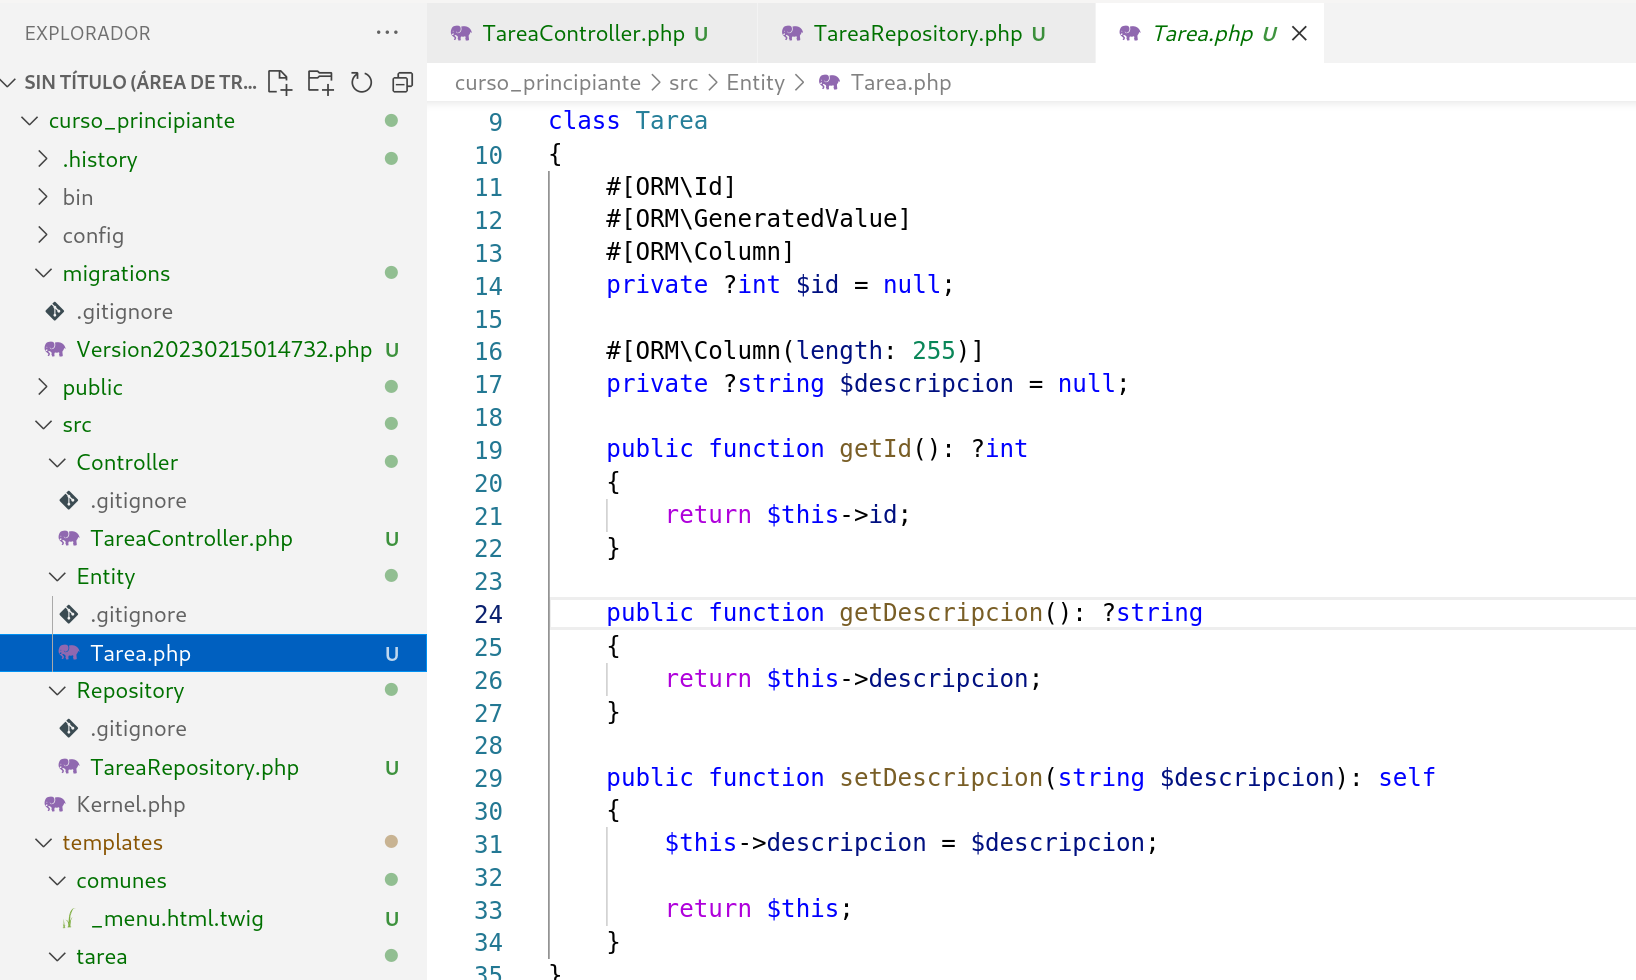 EXPLORADOR ···
SIN TÍTULO (ÁREA DE TR...
curso_principiante
.history
bin
config
migrations
.gitignore
Version20230215014732.php U
public
src
Controller
.gitignore
TareaController.php U
Entity
.gitignore
Tarea.php U
Repository
.gitignore
TareaRepository.php U
Kernel.php
templates
comunes
_menu.html.twig U
tarea
TareaController.php U TareaRepository.php U Tarea.php U
curso_principiante > src > Entity > Tarea.php
9 class Tarea
10 {
11 #[ORM\Id]
12 #[ORM\GeneratedValue]
13 #[ORM\Column]
14 private ?int $id = null;
15
16 #[ORM\Column(length: 255)]
17 private ?string $descripcion = null;
18
19 public function getId(): ?int
20 {
21 return $this->id;
22 }
23
24 public function getDescripcion(): ?string
25 {
26 return $this->descripcion;
27 }
28
29 public function setDescripcion(string $descripcion): self
30 {
31 $this->descripcion = $descripcion;
32
33 return $this;
34 }
35 }